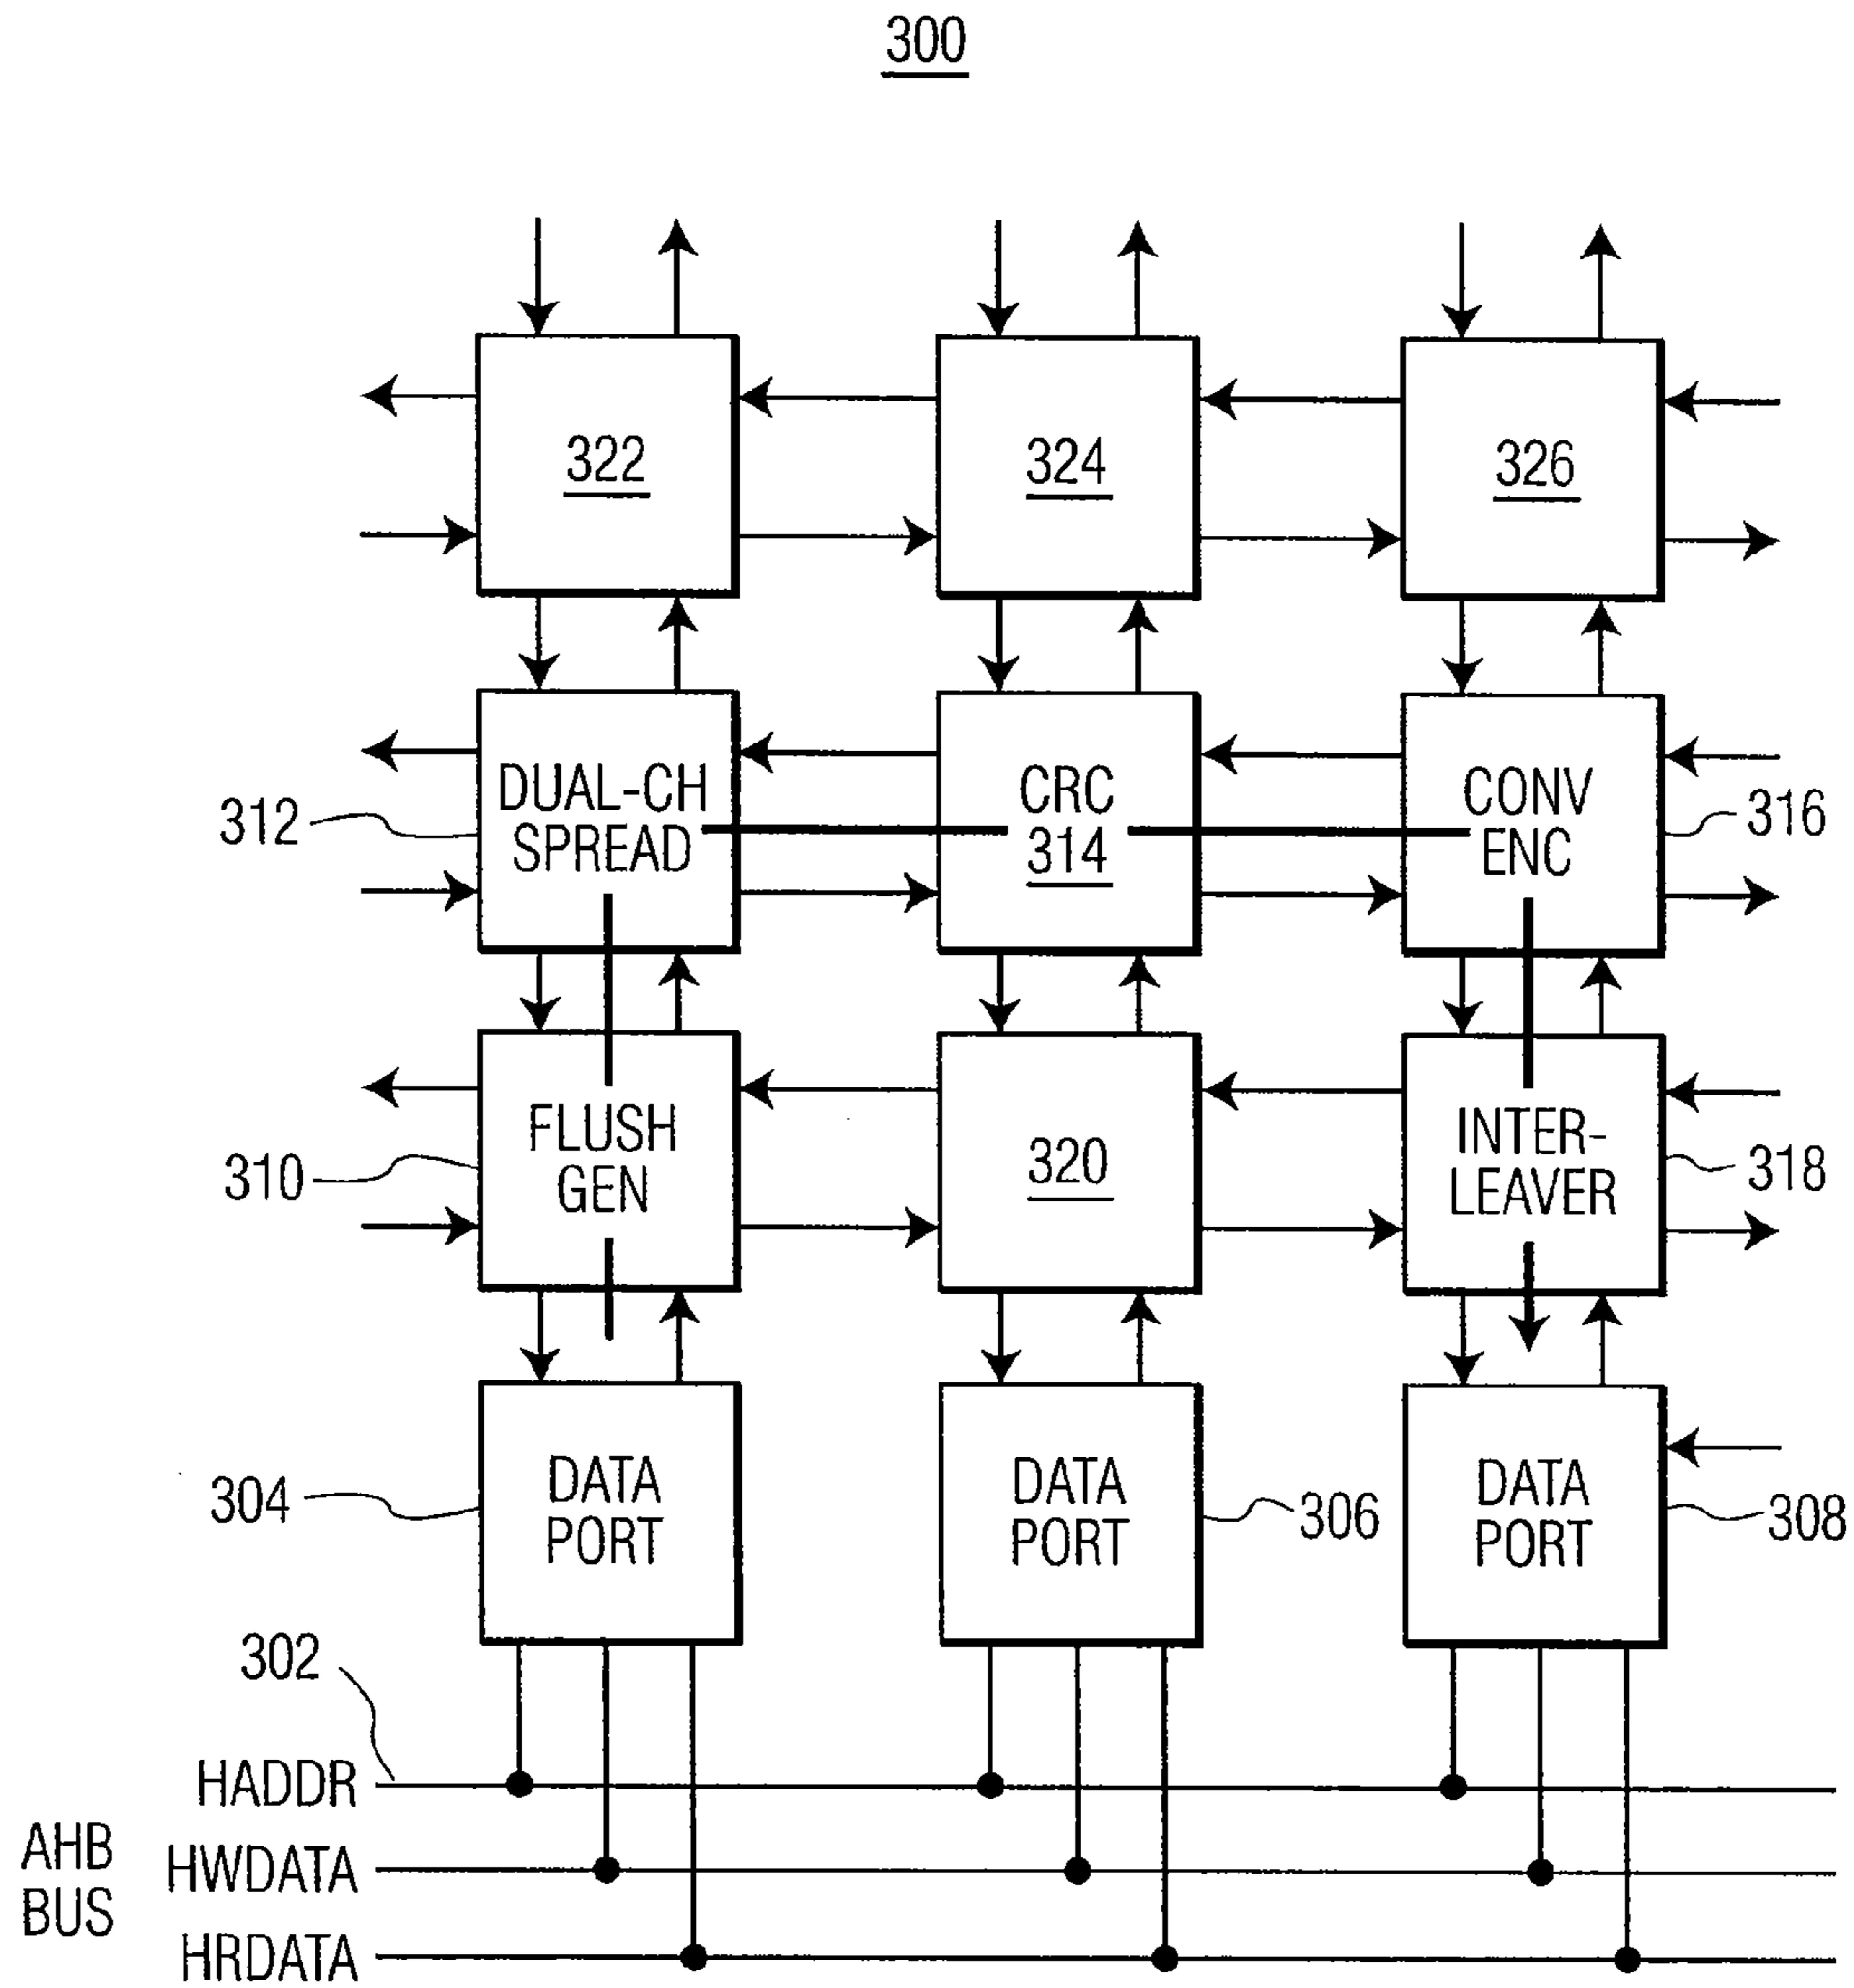 300
322
324
326
312
DUAL-CH
SPREAD
CRC
314
CONV
ENC
316
310
FLUSH
GEN
320
INTER-
LEAVER
318
304
DATA
PORT
DATA
PORT
306
DATA
PORT
308
302
HADDR
AHB
BUS
HWDATA
HRDATA